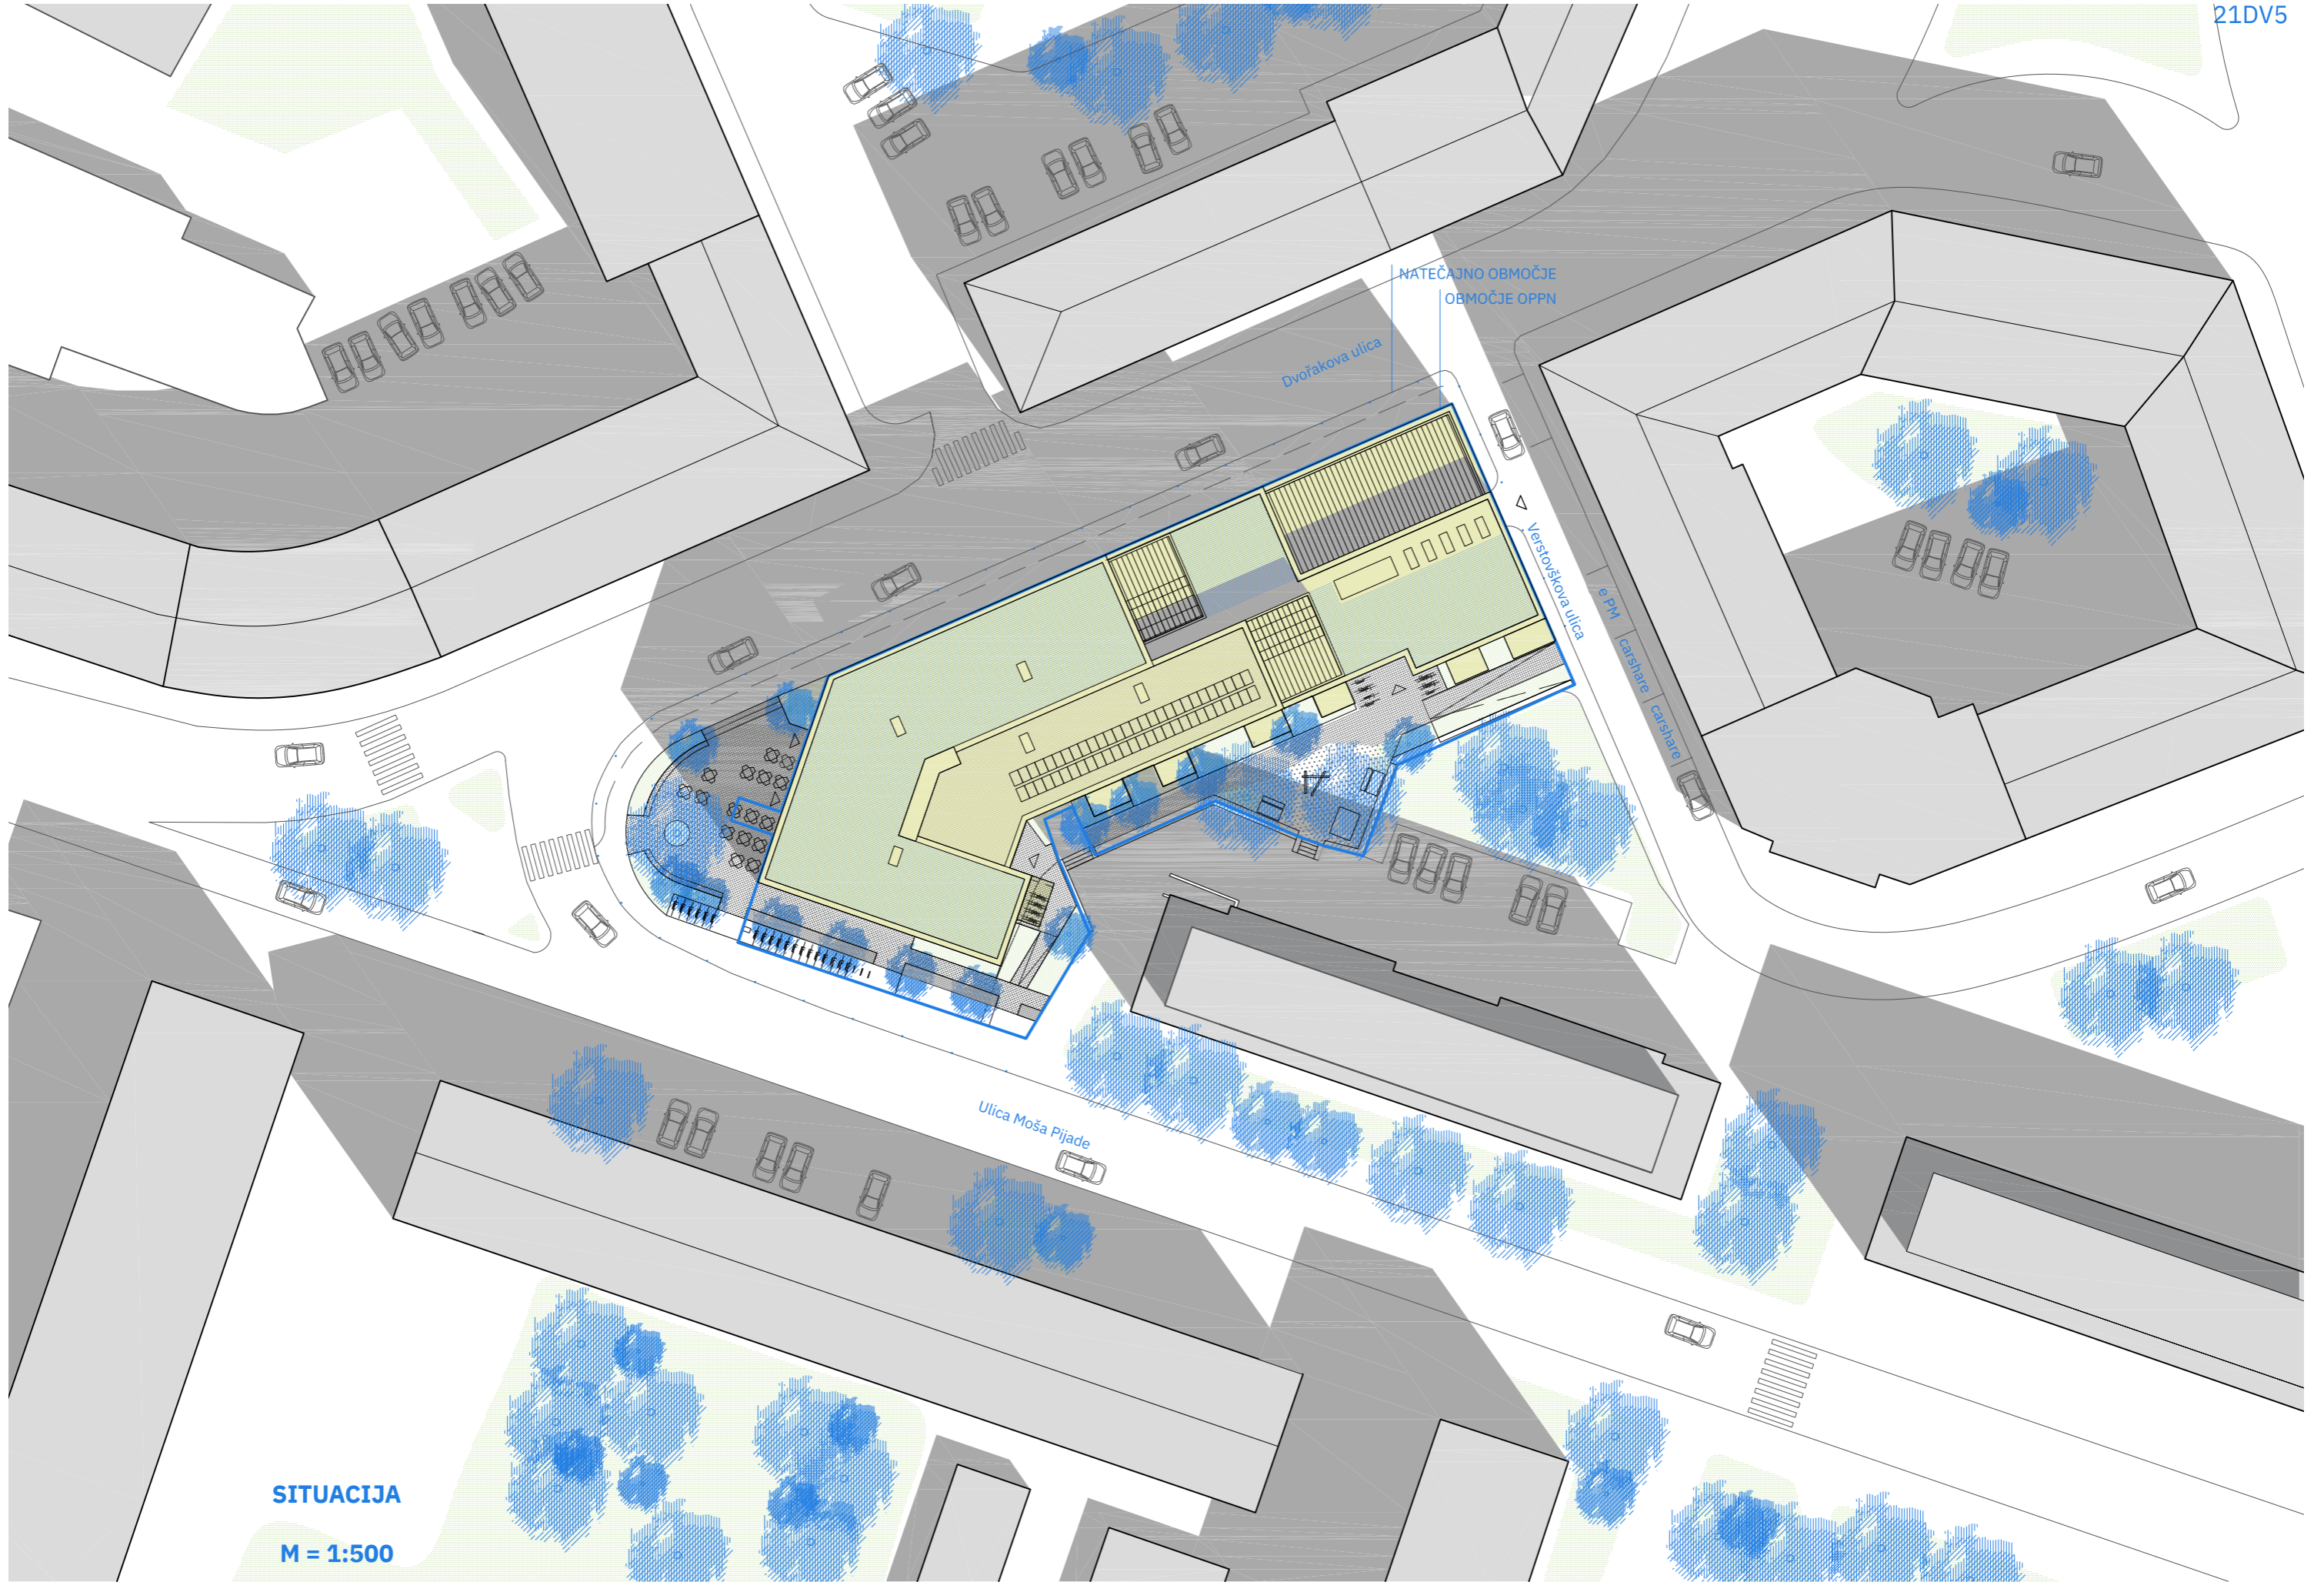 21DV5
NATEČAJNO OBMOČJE
OBMOČJE OPPN
Dvořakova ulica
Verstovškova ulica
e PM
carshare
carshare
Ulica Moša Pijade
SITUACIJA
M = 1:500